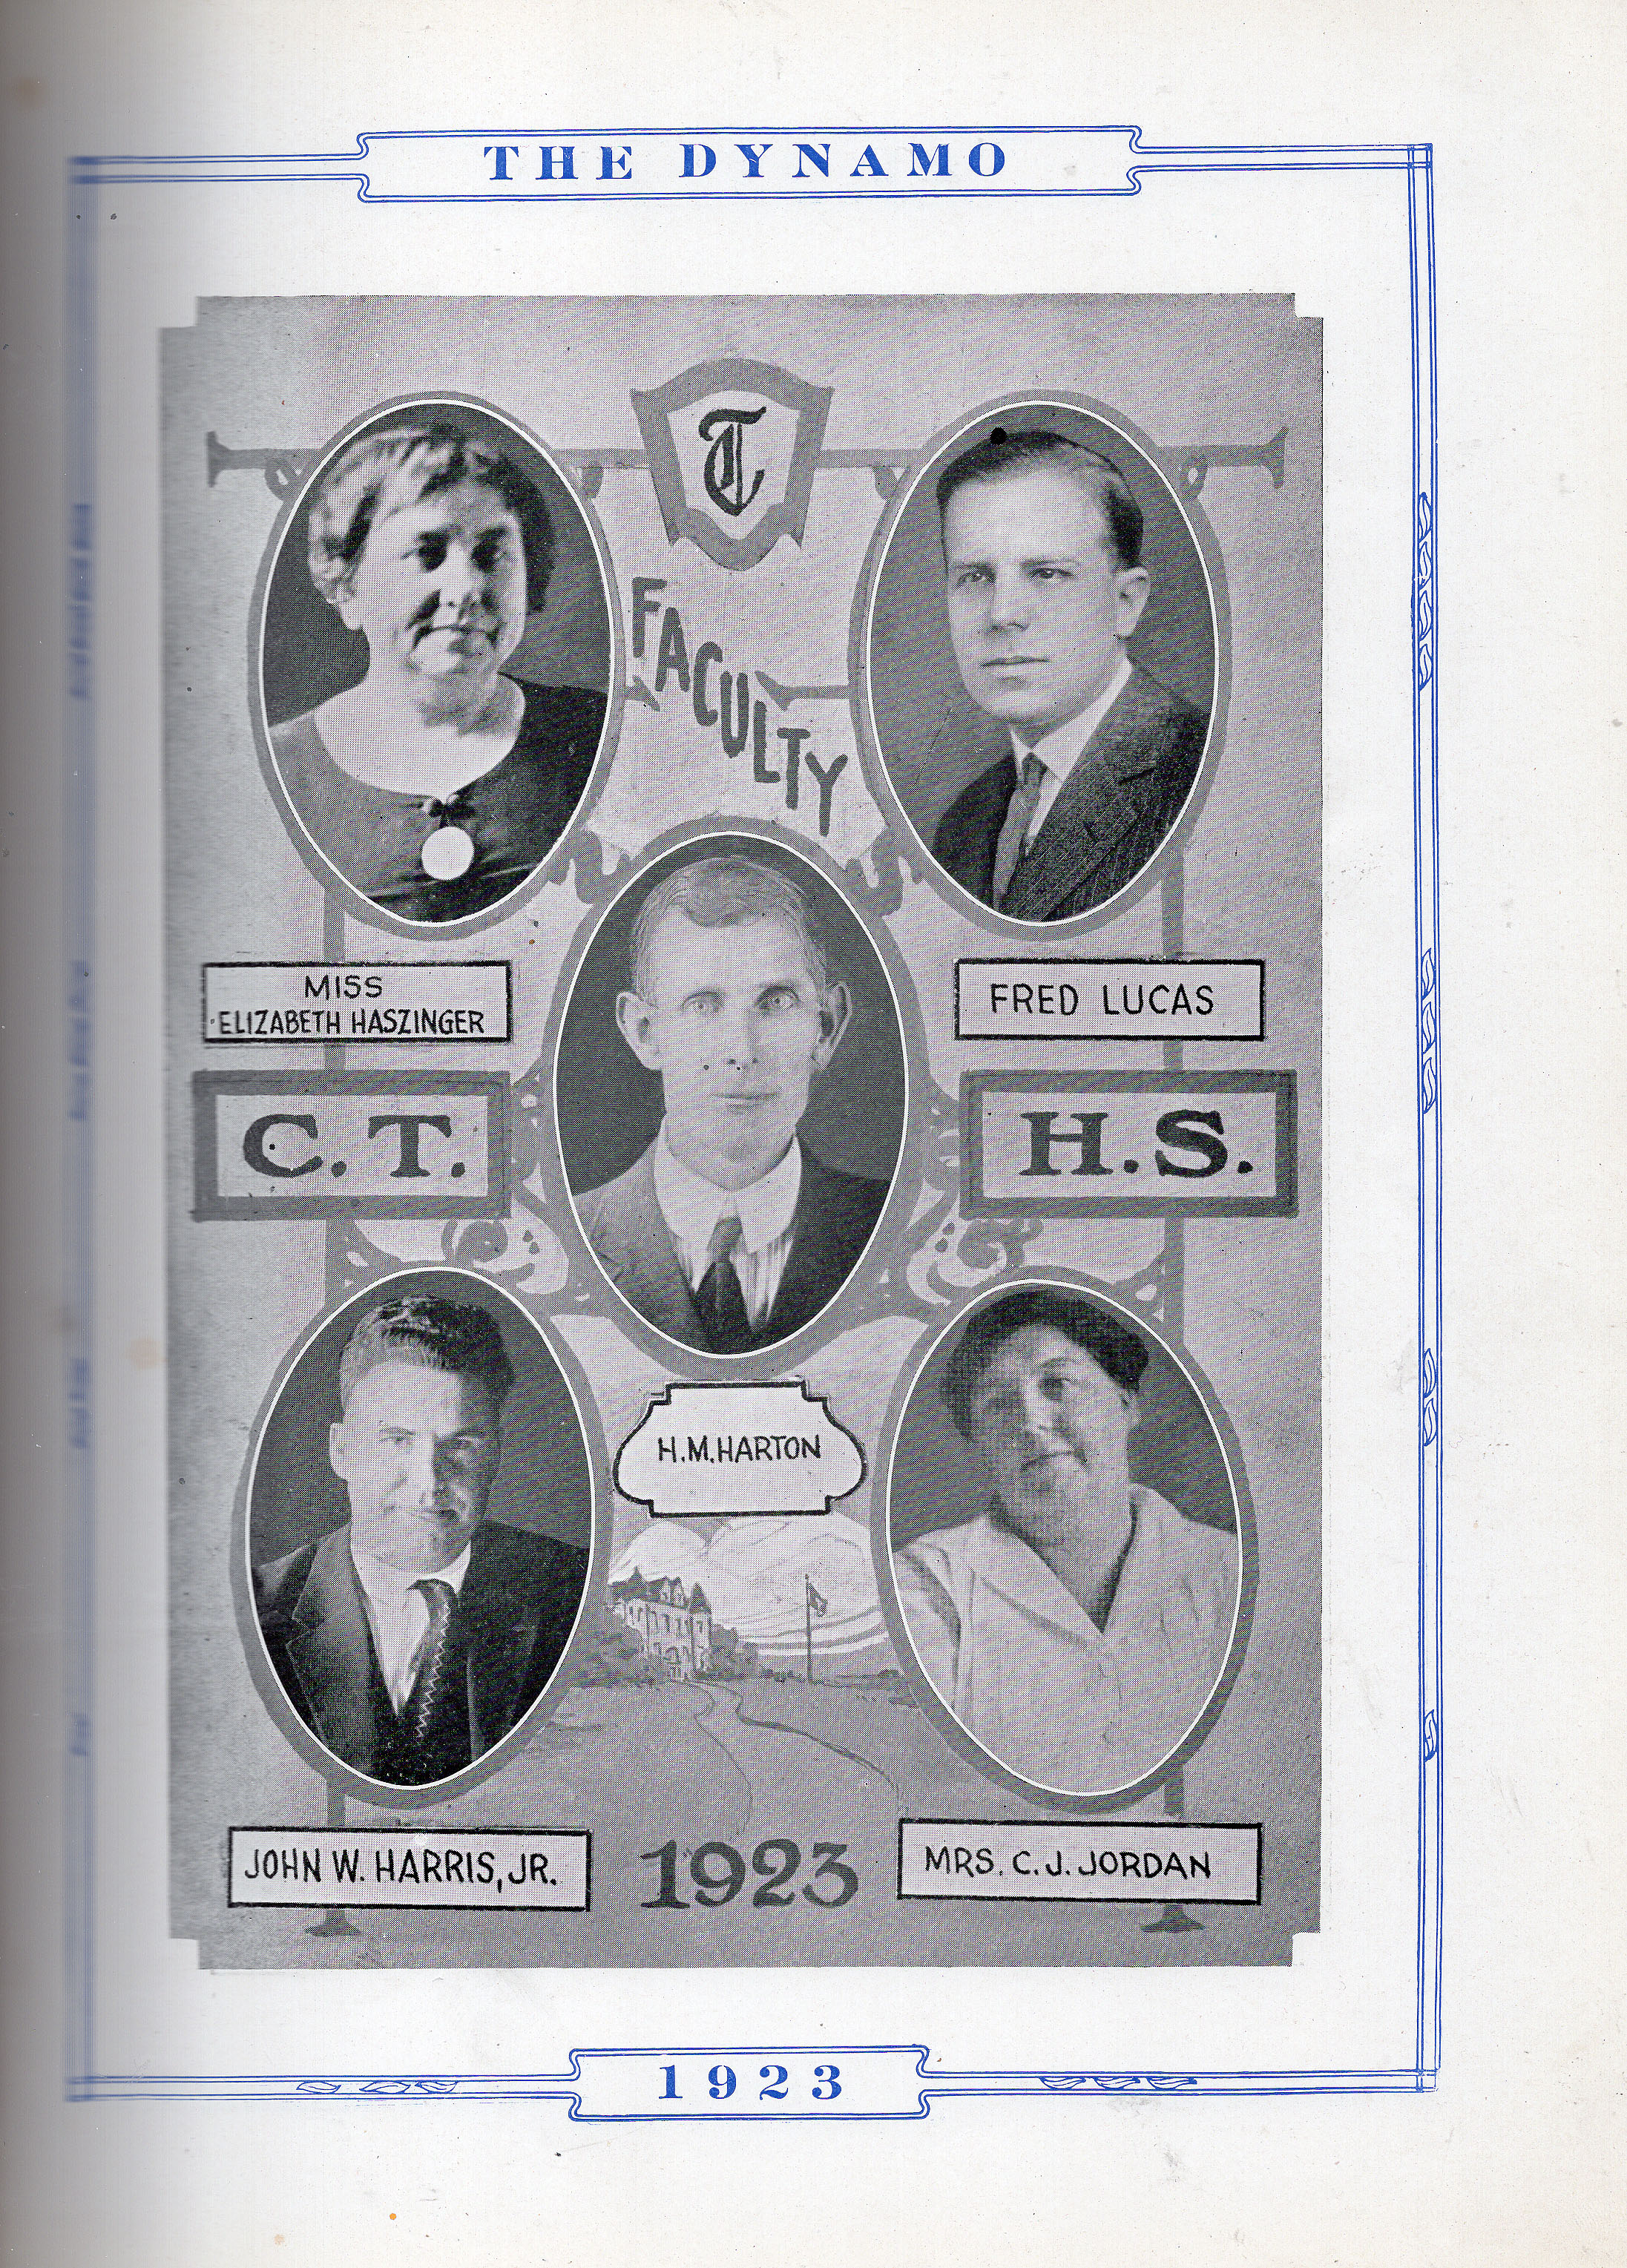 THE DYNAMO
T
FACULTY
MISS
ELIZABETH HASZINGER
FRED LUCAS
C.T.
H.S.
H.M.HARTON
JOHN W. HARRIS, JR.
1923
MRS. C.J. JORDAN
1923